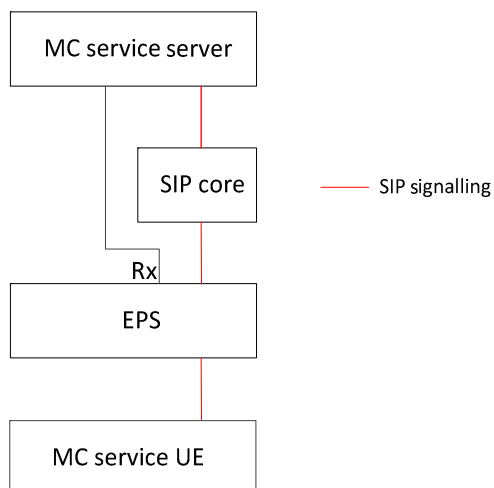 MC service server
SIP core
SIP signalling
Rx
EPS
MC service UE